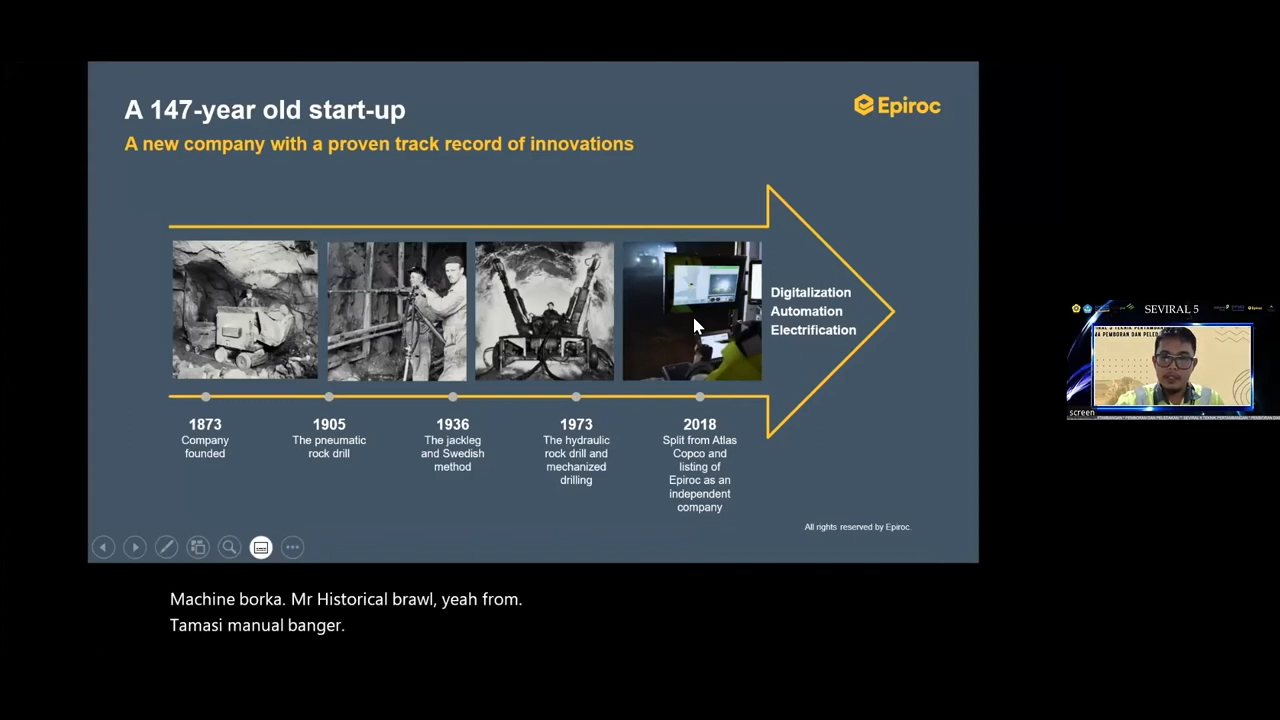 A 147-year old start-up
Epiroc
A new company with a proven track record of innovations
Digitalization
Automation
Electrification
1873
Company
founded
1905
The pneumatic
rock drill
1936
The jackleg
and Swedish
method
1973
The hydraulic
rock drill and
mechanized
drilling
2018
Split from Atlas
Copco and
listing of
Epiroc as an
independent
company
All rights reserved by Epiroc.
Machine borka. Mr Historical brawl, yeah from.
Tamasi manual banger.
SEVIRAL 5
screen